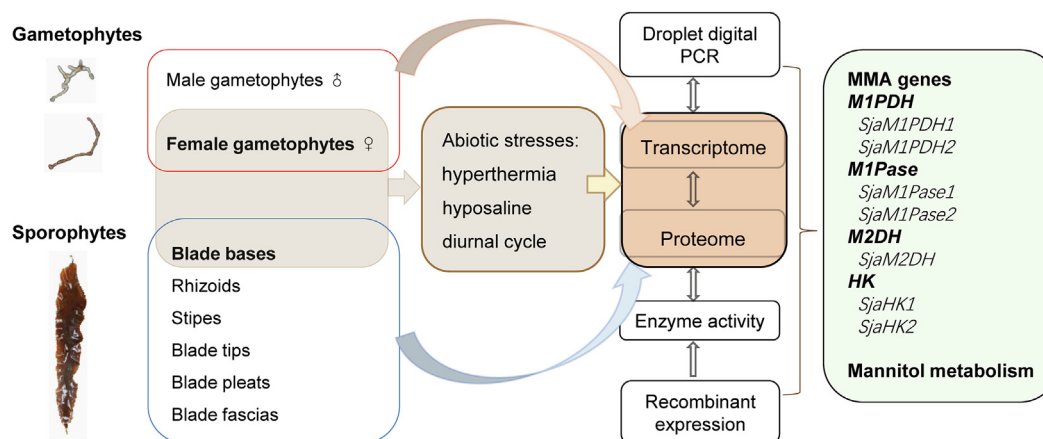 Gametophytes
Male gametophytes ♂
Female gametophytes ♀
Sporophytes
Blade bases
Rhizoids
Stipes
Blade tips
Blade pleats
Blade fascias
Abiotic stresses:
hyperthermia
hyposaline
diurnal cycle
Droplet digital
PCR
Transcriptome
Proteome
Enzyme activity
Recombinant
expression
MMA genes
M1PDH
SjaM1PDH1
SjaM1PDH2
M1Pase
SjaM1Pase1
SjaM1Pase2
M2DH
SjaM2DH
HK
SjaHK1
SjaHK2
Mannitol metabolism